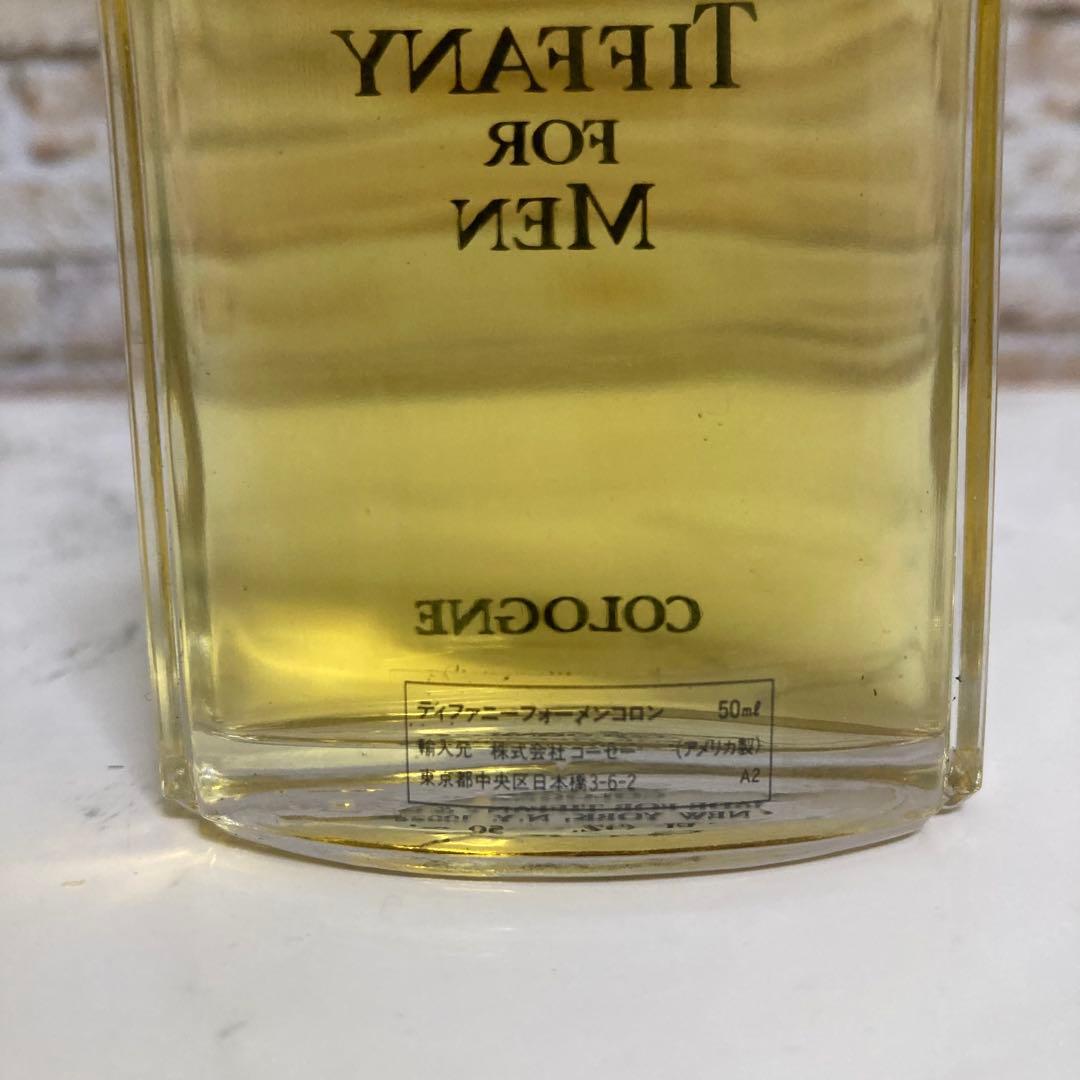 TIFFANY
FOR
MEN
COLOGNE
ティファニーフォーメンコロン 50ml
輸入元 株式会社コーセー (アメリカ製)
東京都中央区日本橋3-6-2 A2